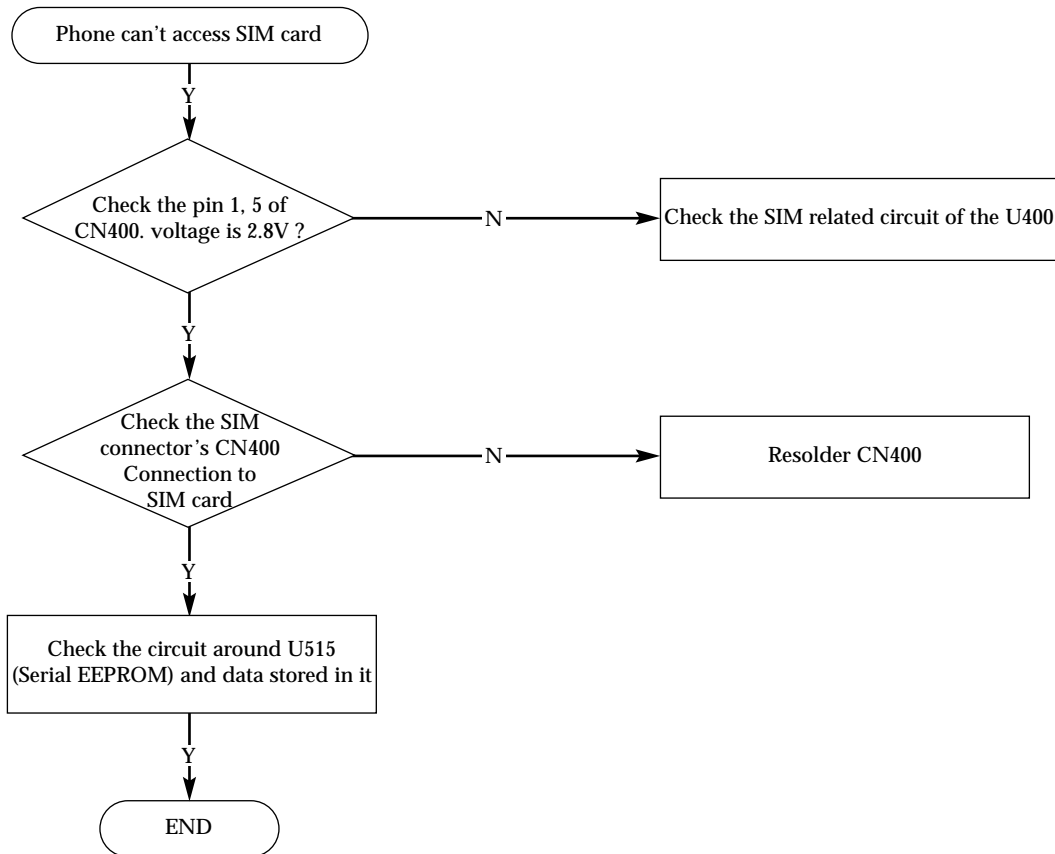 Phone can't access SIM card
Y
Check the pin 1, 5 of
CN400. voltage is 2.8V ?
N
Check the SIM related circuit of the U400
Y
Check the SIM
connector's CN400
Connection to
SIM card
N
Resolder CN400
Y
Check the circuit around U515
(Serial EEPROM) and data stored in it
Y
END